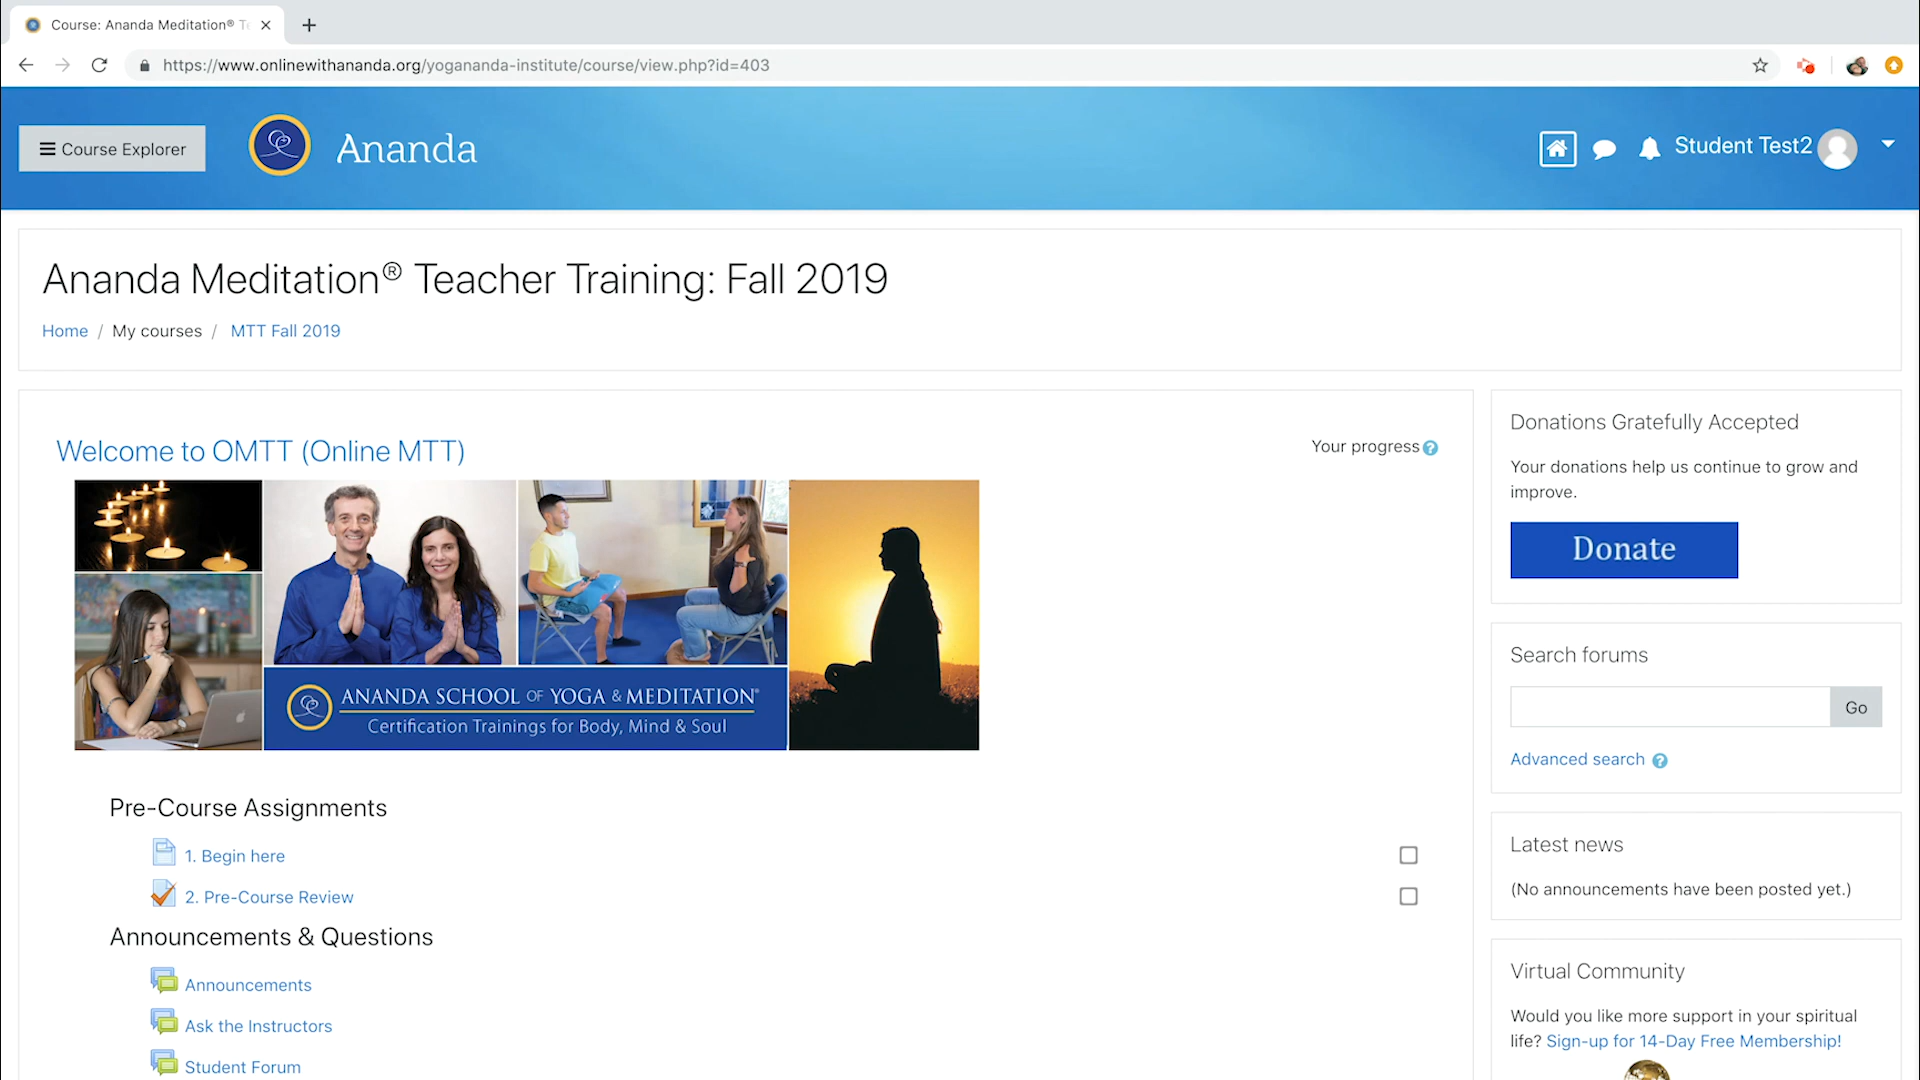 Course: Ananda Meditation® Te
https://www.onlinewithananda.org/yogananda-institute/course/view.php?id=403
Course Explorer
Ananda
Student Test2
Ananda Meditation® Teacher Training: Fall 2019
Home / My courses / MTT Fall 2019
Welcome to OMTT (Online MTT)
Your progress
ANANDA SCHOOL OF YOGA & MEDITATION®
Certification Trainings for Body, Mind & Soul
Pre-Course Assignments
1. Begin here
2. Pre-Course Review
Announcements & Questions
Announcements
Ask the Instructors
Student Forum
Donations Gratefully Accepted
Your donations help us continue to grow and
improve.
Donate
Search forums
Go
Advanced search
Latest news
(No announcements have been posted yet.)
Virtual Community
Would you like more support in your spiritual
life? Sign-up for 14-Day Free Membership!